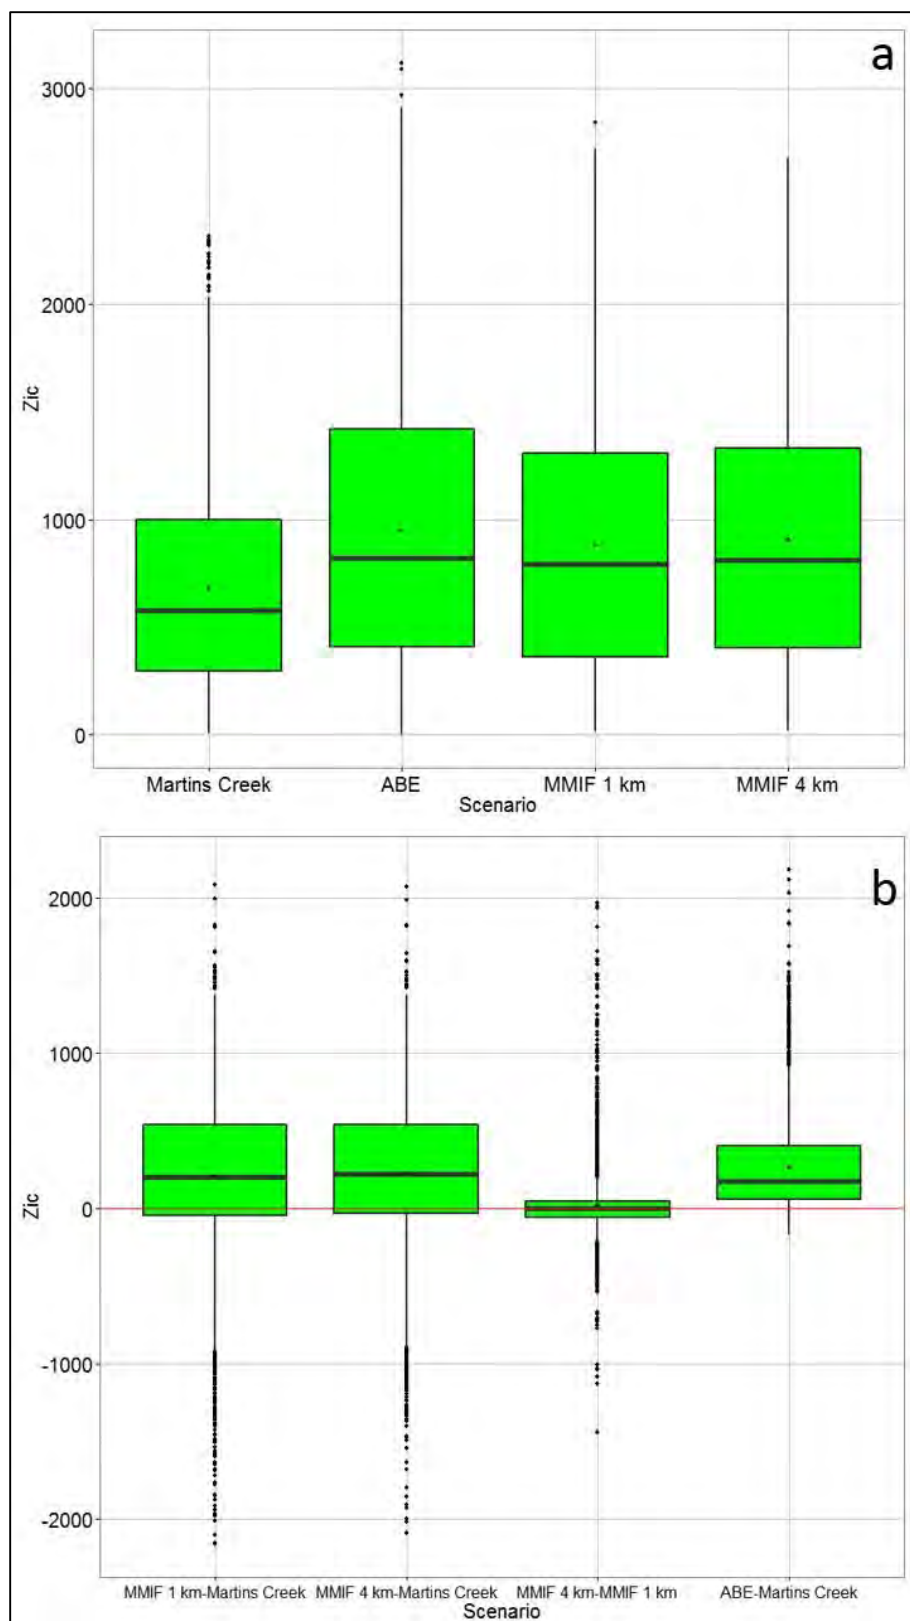 a
3000
2000
Zic
1000
0
Martins Creek ABE MMIF 1 km MMIF 4 km
Scenario
b
2000
1000
Zic
0
-1000
-2000
MMIF 1 km-Martins Creek MMIF 4 km-Martins Creek MMIF 4 km-MMIF 1 km ABE-Martins Creek
Scenario